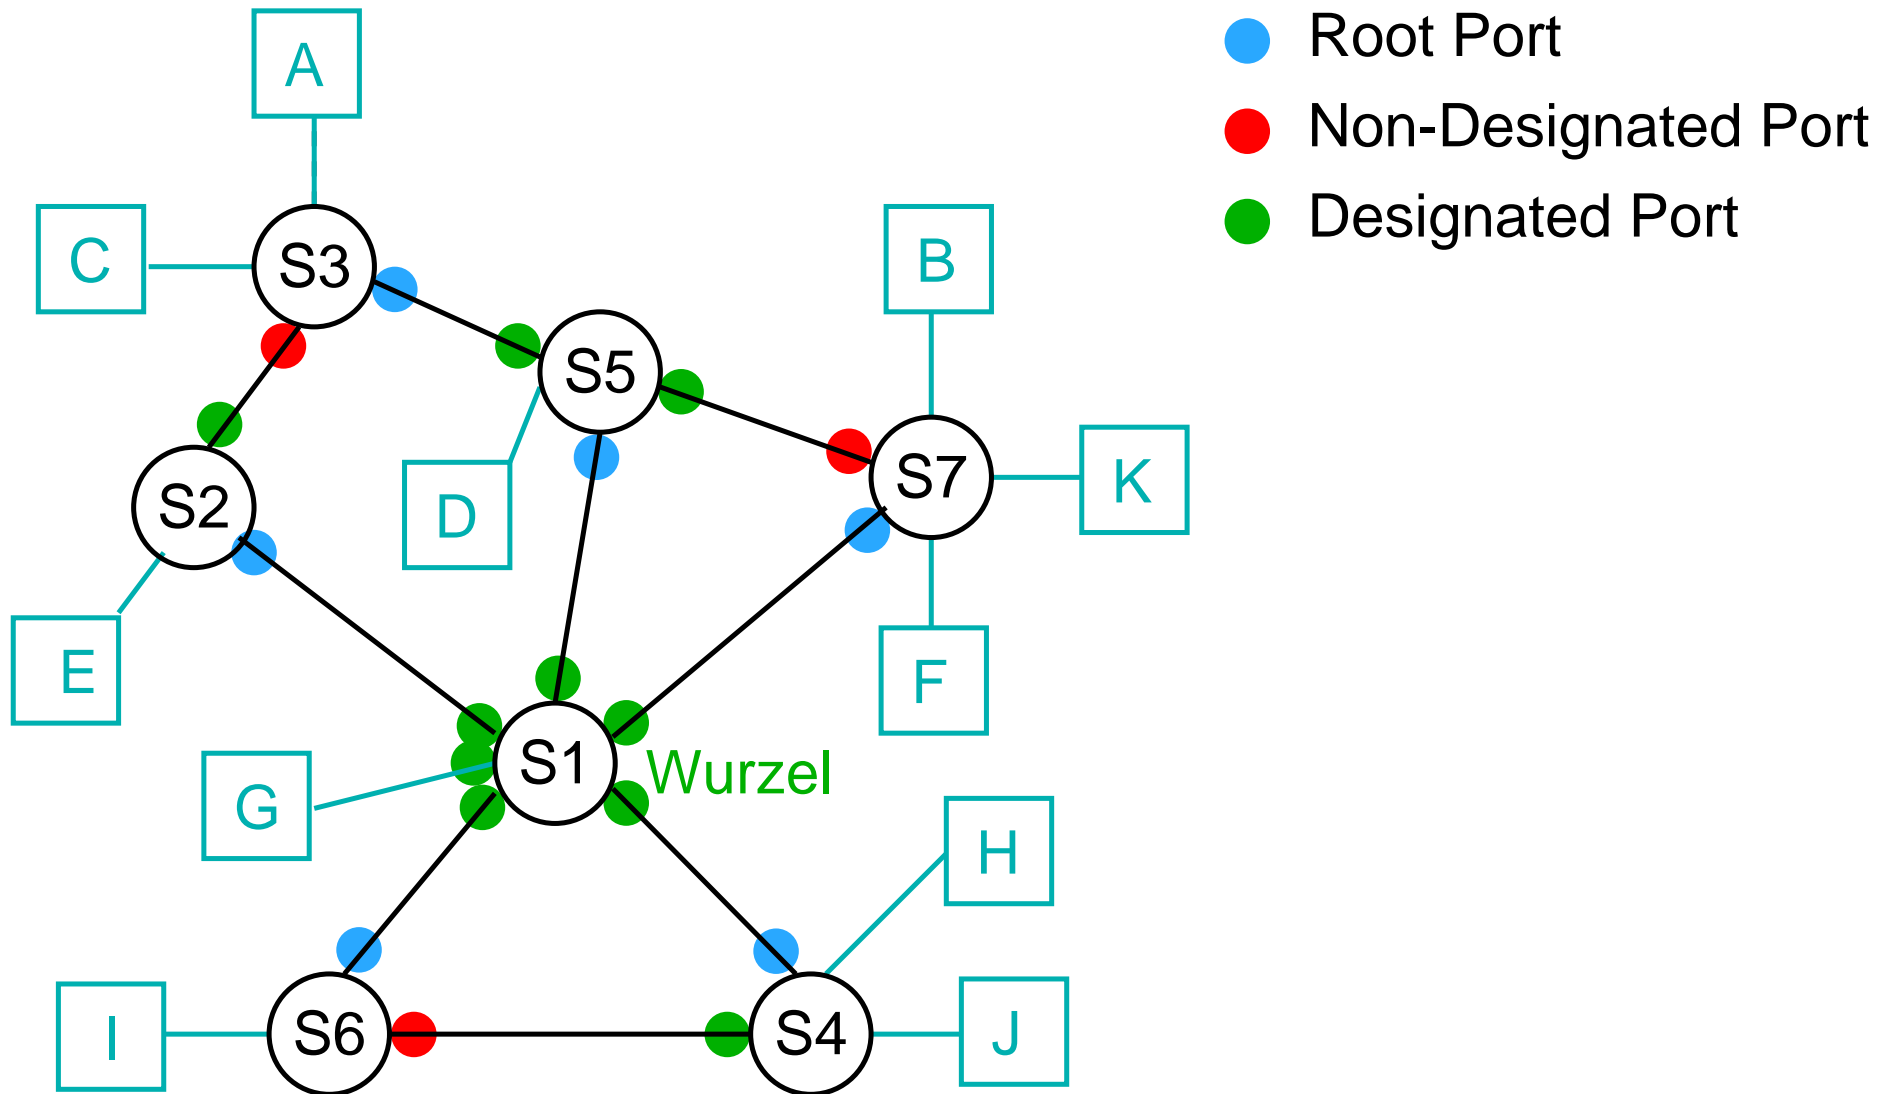 Root Port
Non-Designated Port
Designated Port
A
C
S3
B
S5
S7
K
D
S2
E
F
S1
Wurzel
G
H
I
S6
S4
J